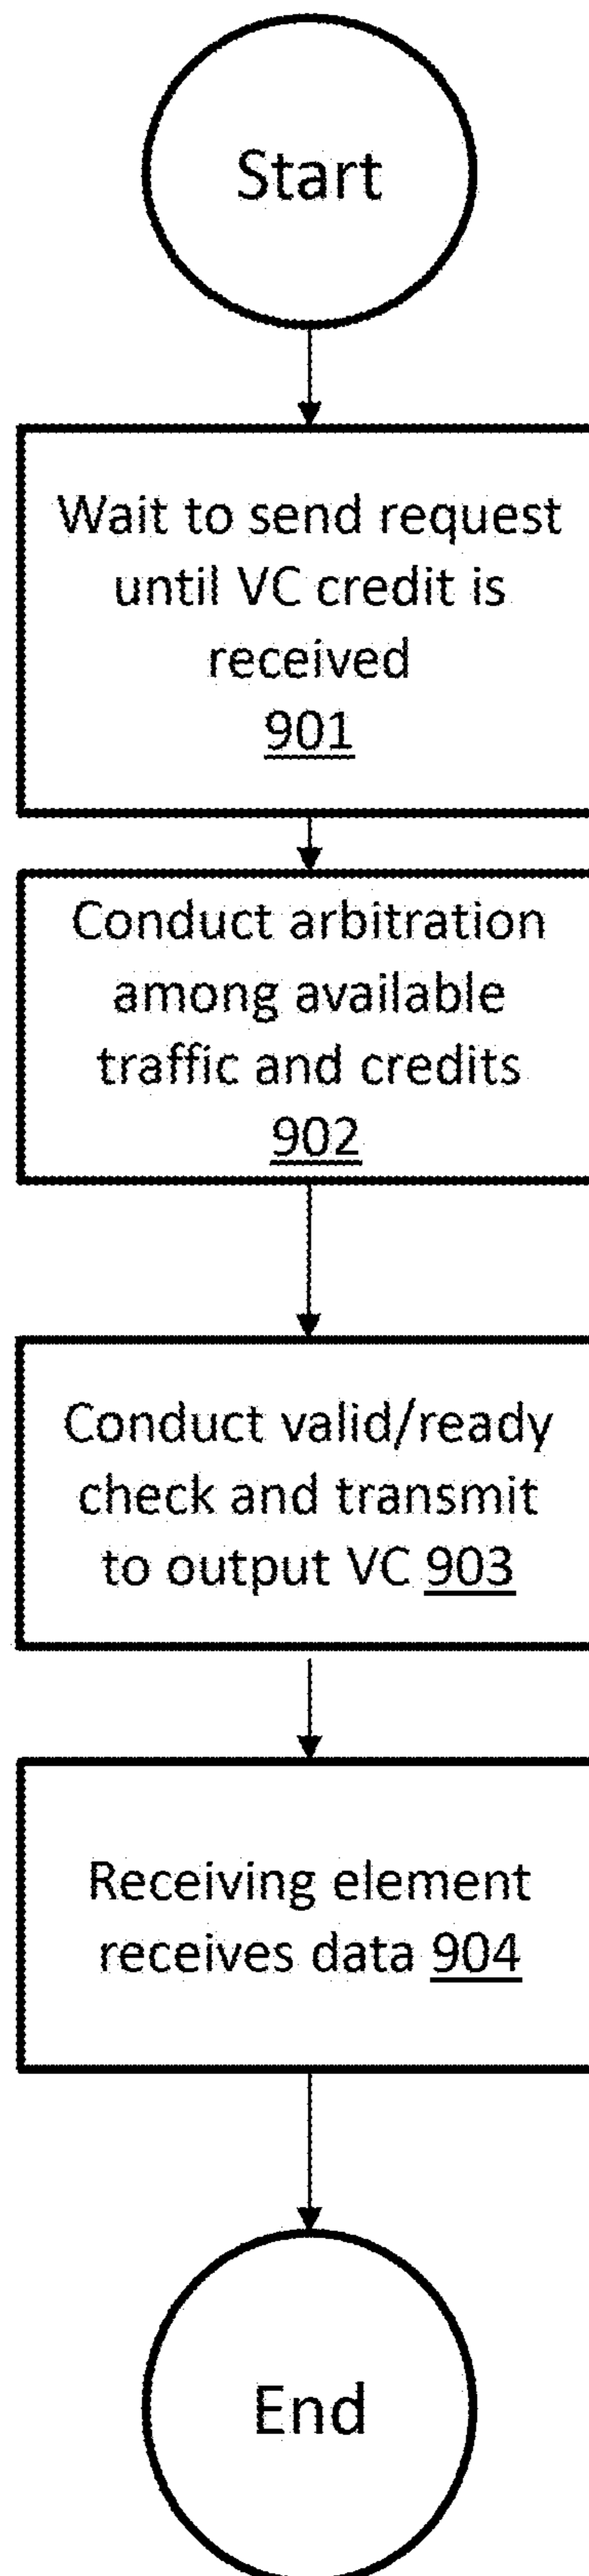 Start
Wait to send request
until VC credit is
received
901
Conduct arbitration
among available
traffic and credits
902
Conduct valid/ready
check and transmit
to output VC 903
Receiving element
receives data 904
End